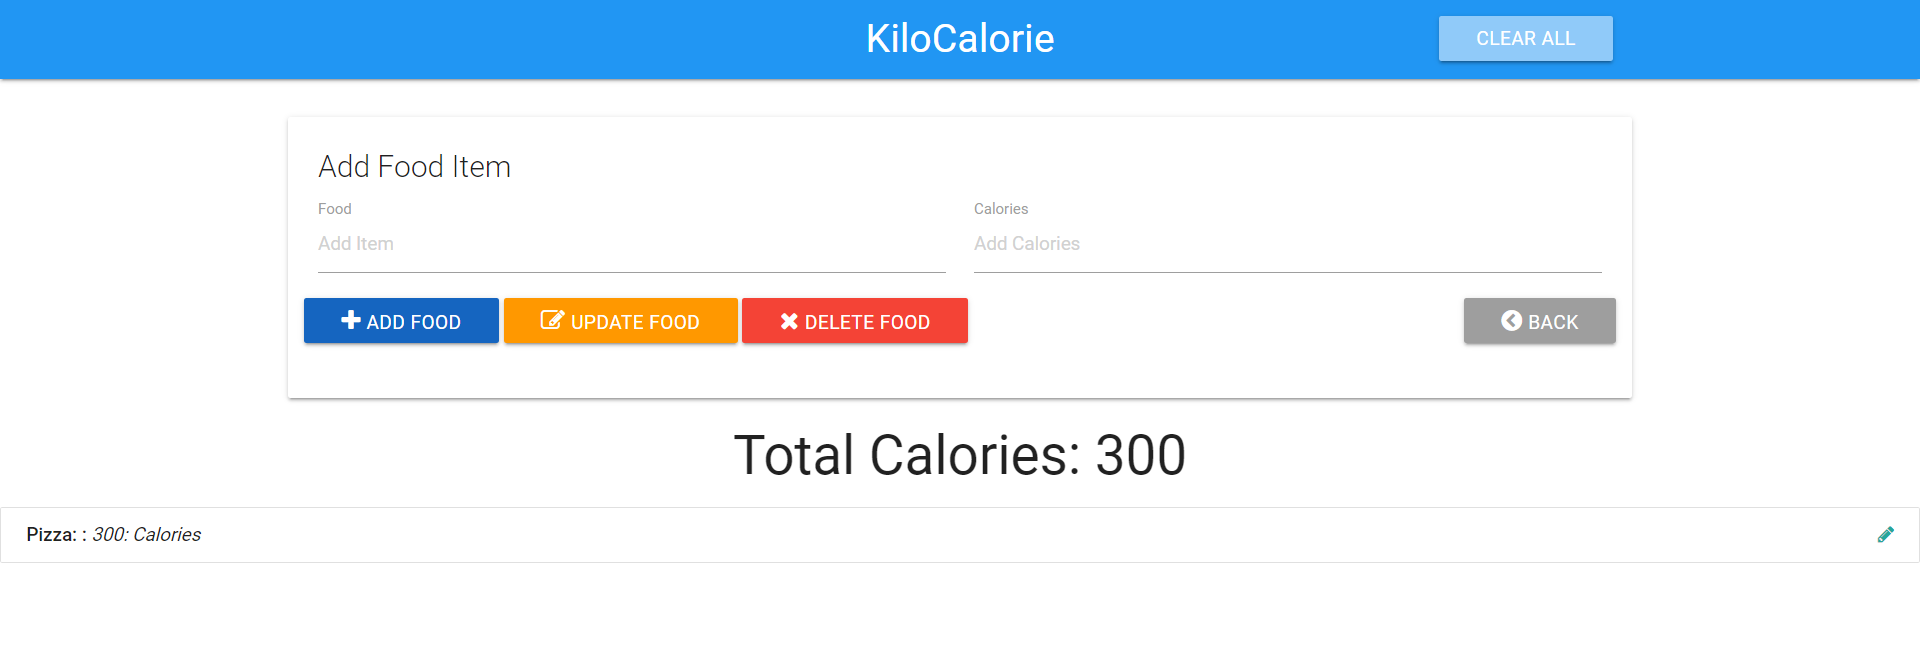 KiloCalorie
CLEAR ALL
Add Food Item
Food
Calories
Add Item
Add Calories
ADD FOOD
UPDATE FOOD
DELETE FOOD
BACK
Total Calories: 300
Pizza: : 300: Calories